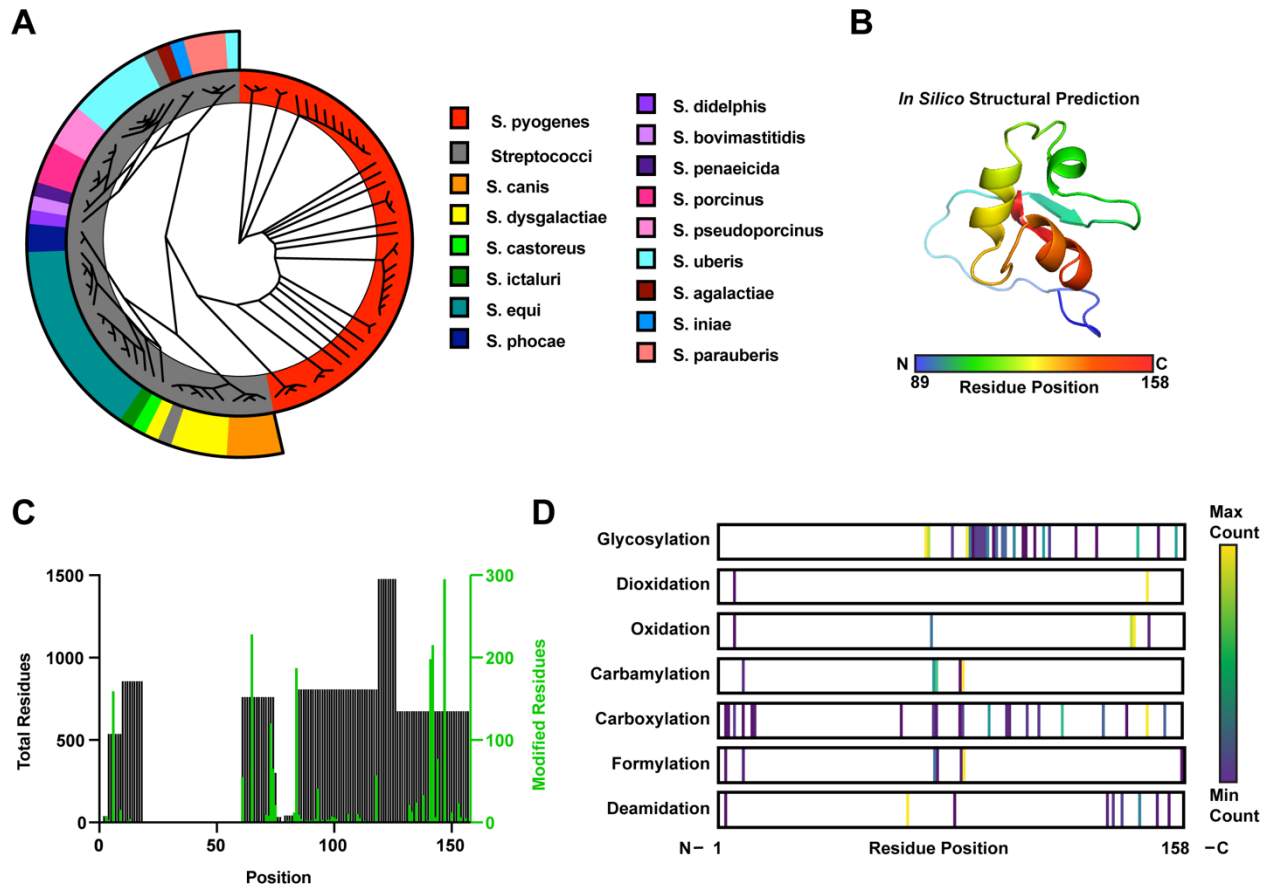 A
S. pyogenes
Streptococci
S. canis
S. dysgalactiae
S. castoreus
S. ictaluri
S. equi
S. phocae
S. didelphis
S. bovimastitidis
S. penaeicida
S. porcinus
S. pseudoporcinus
S. uberis
S. agalactiae
S. iniae
S. parauberis
B
In Silico Structural Prediction
N
C
89
Residue Position
158
C
1500
1000
500
0
Total Residues
300
200
100
0
Modified Residues
0
50
100
150
Position
D
Glycosylation
Dioxidation
Oxidation
Carbamylation
Carboxylation
Formylation
Deamidation
N– 1
Residue Position
158 –C
Max
Count
Min
Count